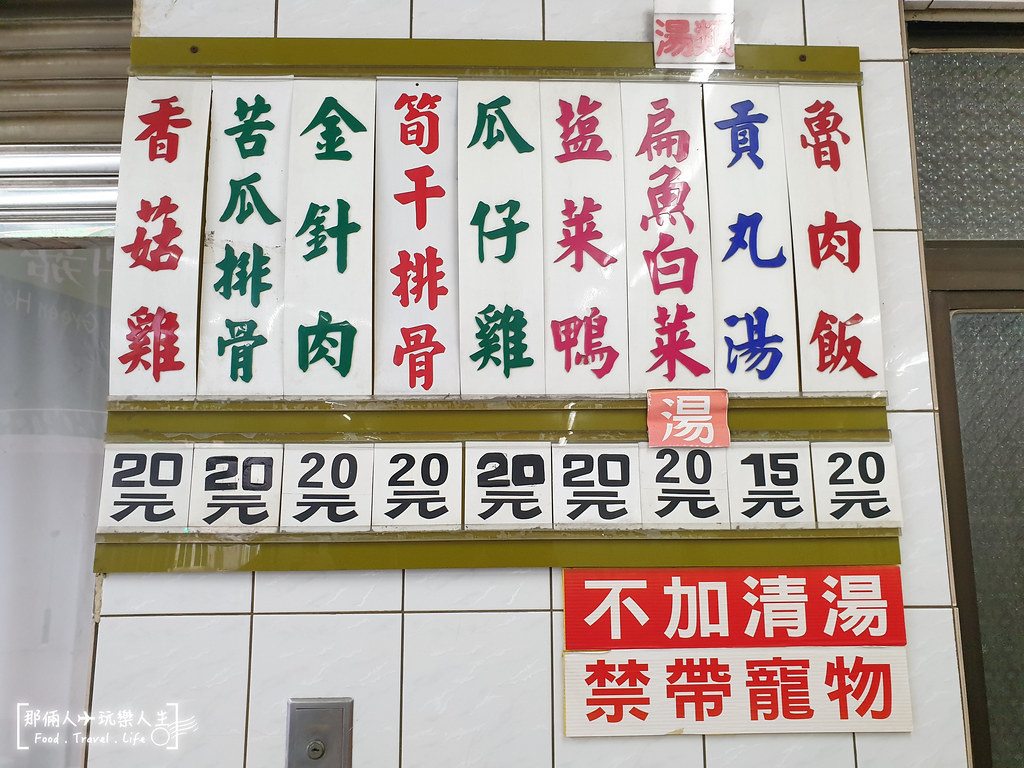 湯類
魯肉飯
貢丸湯
扁魚白菜
湯
塩菜鴨
瓜仔雞
筍干排骨
金針肉
苦瓜排骨
香菇雞
20元 20元 20元 20元 20元 20元 20元 15元 20元
不加清湯
禁帶寵物
那倆人玩樂人生
Food . Travel . Life